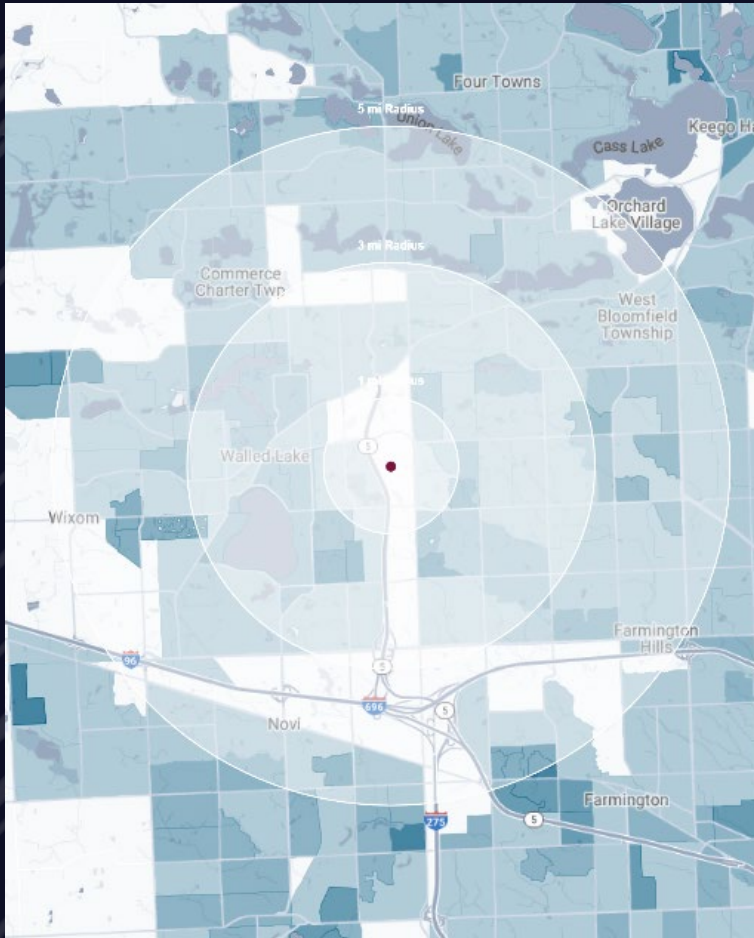 Four Towns
5 mi Radius
Union Lake
Keego Ha
Cass Lake
Orchard
Lake Village
3 mi Radius
Commerce
Charter Twp
West
Bloomfield
Township
Radius
5
Walled Lake
Wixom
Farmington
Hills
96
5
696
5
Novi
Farmington
275
5